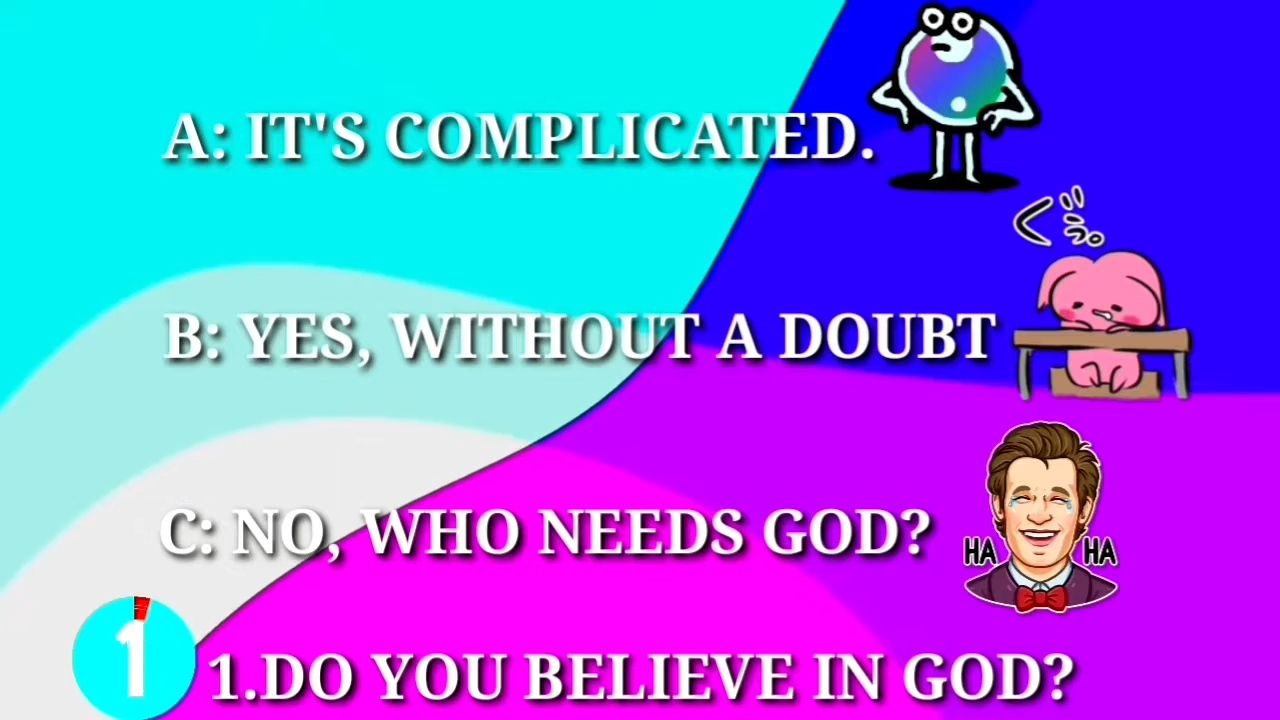 A: IT'S COMPLICATED.
ぐぅ。
B: YES, WITHOUT A DOUBT
C: NO, WHO NEEDS GOD?
HA HA
1
1.DO YOU BELIEVE IN GOD?